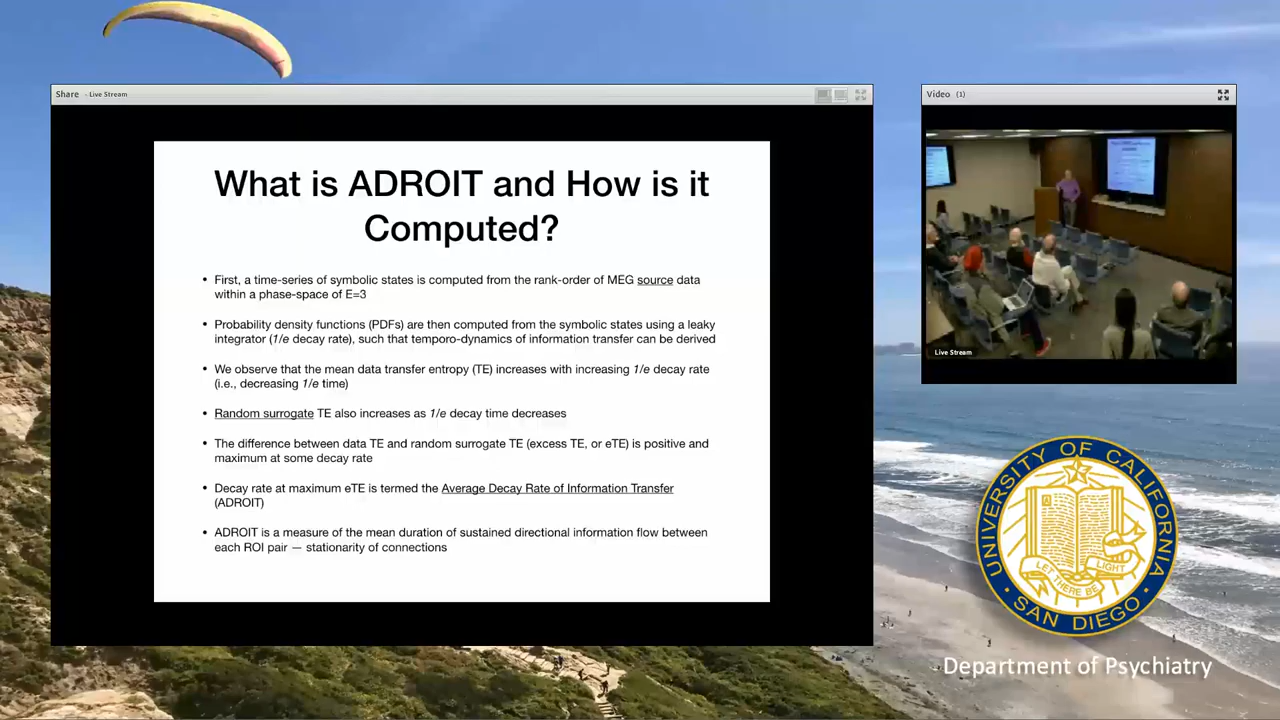 Share - Live Stream
Video (1)
What is ADROIT and How is it
Computed?
• First, a time-series of symbolic states is computed from the rank-order of MEG source data
within a phase-space of E=3
• Probability density functions (PDFs) are then computed from the symbolic states using a leaky
integrator (1/e decay rate), such that temporo-dynamics of information transfer can be derived
• We observe that the mean data transfer entropy (TE) increases with increasing 1/e decay rate
(i.e., decreasing 1/e time)
• Random surrogate TE also increases as 1/e decay time decreases
• The difference between data TE and random surrogate TE (excess TE, or eTE) is positive and
maximum at some decay rate
• Decay rate at maximum eTE is termed the Average Decay Rate of Information Transfer
(ADROIT)
• ADROIT is a measure of the mean duration of sustained directional information flow between
each ROI pair — stationarity of connections
Live Stream
UNIVERSITY OF CALIFORNIA
LET THERE BE LIGHT
• SAN DIEGO •
Department of Psychiatry